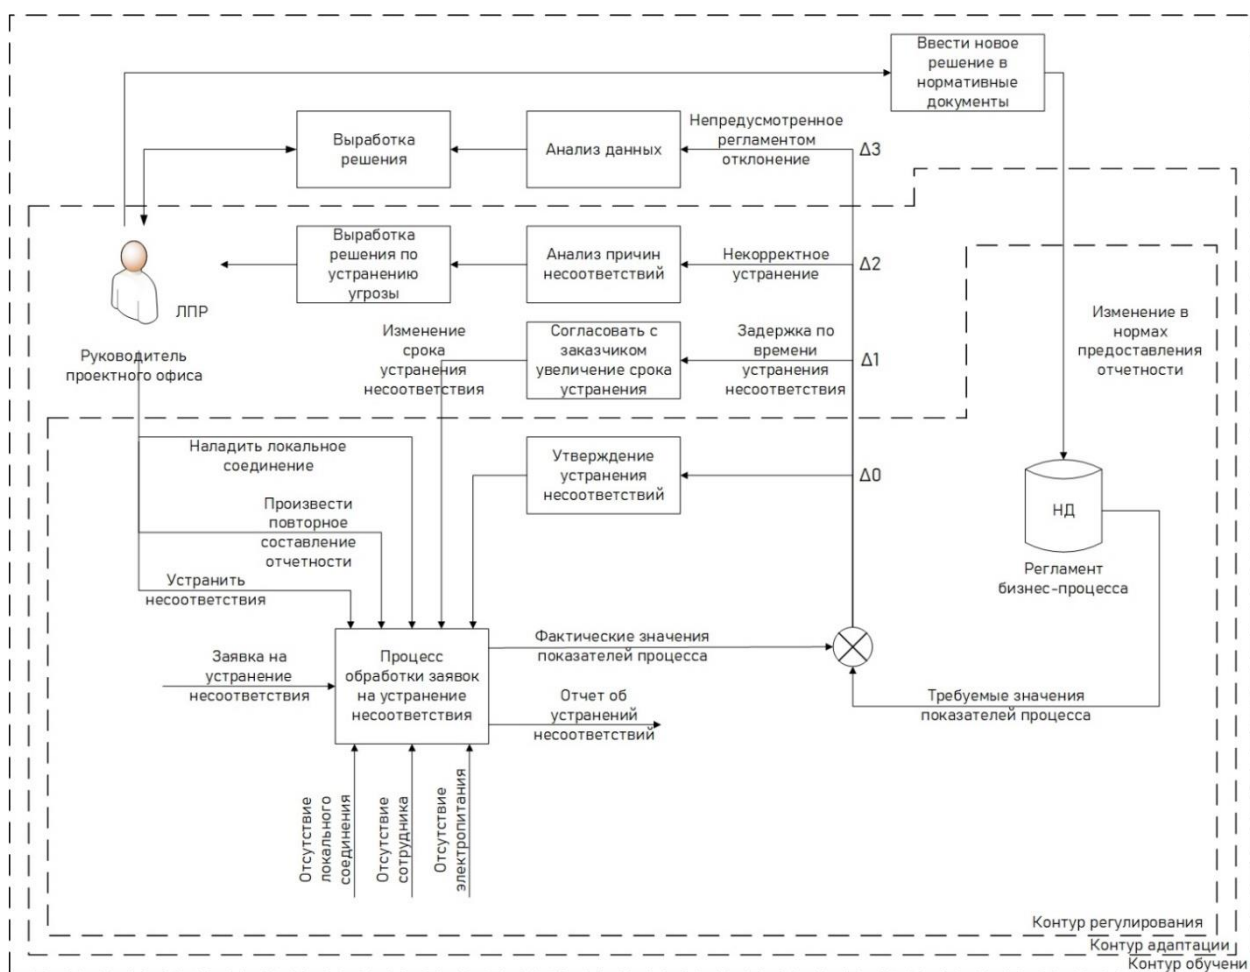 Ввести новое
решение в
нормативные
документы
Выработка
решения
Анализ данных
Непредусмотренное
регламентом
отклонение
Δ3
ЛПР
Руководитель
проектного офиса
Выработка
решения по
устранению
угрозы
Анализ причин
несоответствий
Некорректное
устранение
Δ2
Изменение
срока
устранения
несоответствия
Согласовать с
заказчиком
увеличение срока
устранения
Задержка по
времени
устранения
несоответствия
Δ1
Изменение в
нормах
предоставления
отчетности
Наладить локальное
соединение
Утверждение
устранения
несоответствий
Δ0
Произвести
повторное
составление
отчетности
НД
Регламент
бизнес-процесса
Устранить
несоответствия
Заявка на
устранение
несоответствия
Процесс
обработки заявок
на устранение
несоответствия
Фактические значения
показателей процесса
Отчет об
устранений
несоответствий
Требуемые значения
показателей процесса
Отсутствие
локального
соединения
Отсутствие
сотрудника
Отсутствие
электропитания
Контур регулирования
Контур адаптации
Контур обучени